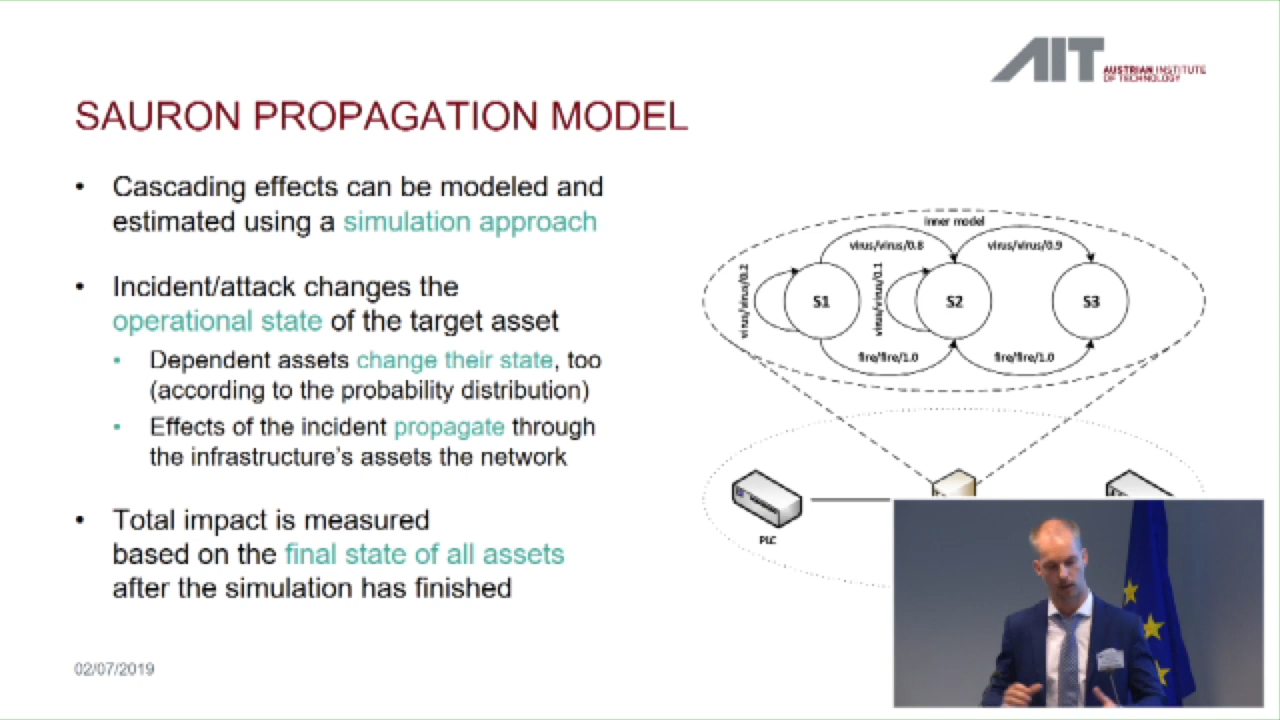 AIT
AUSTRIAN INSTITUTE
OF TECHNOLOGY
SAURON PROPAGATION MODEL
• Cascading effects can be modeled and
estimated using a simulation approach
• Incident/attack changes the
operational state of the target asset
• Dependent assets change their state, too
(according to the probability distribution)
• Effects of the incident propagate through
the infrastructure's assets the network
• Total impact is measured
based on the final state of all assets
after the simulation has finished
inner model
virus/virus/0.8
virus/virus/0.9
virus/virus/0.2
S1
virus/virus/0.1
S2
S3
fire/fire/1.0
fire/fire/1.0
PLC
02/07/2019